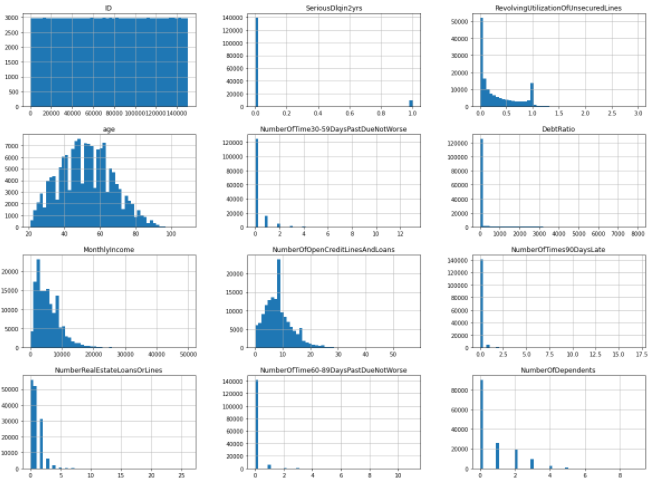 ID SeriousDlqin2yrs RevolvingUtilizationOfUnsecuredLines
3000 140000 50000
2500 120000 40000
2000 100000 30000
1500 80000 20000
1000 60000 10000
500 40000 0
0 20000
0
0 20000 40000 60000 80000 100000 120000 140000 0.0 0.2 0.4 0.6 0.8 1.0 0.0 0.5 1.0 1.5 2.0 2.5 3.0
age NumberOfTime30-59DaysPastDueNotWorse DebtRatio
7000 120000 120000
6000 100000 100000
5000 80000 80000
4000 60000 60000
3000 40000 40000
2000 20000 20000
1000 0 0
0
20 40 60 80 100 0 2 4 6 8 10 12 0 1000 2000 3000 4000 5000 6000 7000 8000
MonthlyIncome NumberOfOpenCreditLinesAndLoans NumberOfTimes90DaysLate
20000 20000 140000
15000 15000 120000
10000 10000 100000
5000 5000 80000
0 0 60000
40000
20000
0
0 10000 20000 30000 40000 50000 0 10 20 30 40 50 0.0 2.5 5.0 7.5 10.0 12.5 15.0 17.5
NumberRealEstateLoansOrLines NumberOfTime60-89DaysPastDueNotWorse NumberOfDependents
50000 140000 80000
40000 120000 60000
30000 100000 40000
20000 80000 20000
10000 60000 0
0 40000
20000
0
0 5 10 15 20 25 0 2 4 6 8 10 0 2 4 6 8